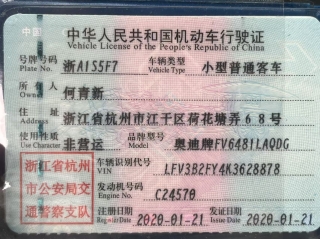 中华人民共和国机动车行驶证
Vehicle License of the People's Republic of China
号牌号码 浙A1S5F7 车辆类型 小型普通客车
Plate No. Vehicle Type
所有人 何青新
Owner
住址 浙江省杭州市江干区荷花塘弄68号
Address
使用性质 非营运 品牌型号 奥迪牌FV6481LAQDG
Use Character Model
浙江省杭州 车辆识别代号 LFV3B2FY4K3628878
VIN
市公安局交 发动机号码 C24570
Engine No.
通警察支队 注册日期 2020-01-21 发证日期 2020-01-21
Register Date Issue Date